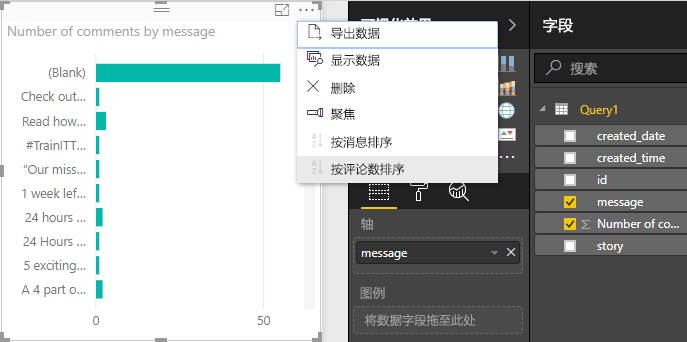 Number of comments by message
(Blank)
Check out...
Read how...
#TrainITT...
“Our miss...
1 week lef...
24 hours ...
24 Hours ...
5 exciting...
A 4 part o...
0
50
导出数据
显示数据
删除
聚焦
按消息排序
按评论数排序
轴
message
图例
将数据字段拖至此处
字段
搜索
Query1
created_date
created_time
id
message
Number of co...
story